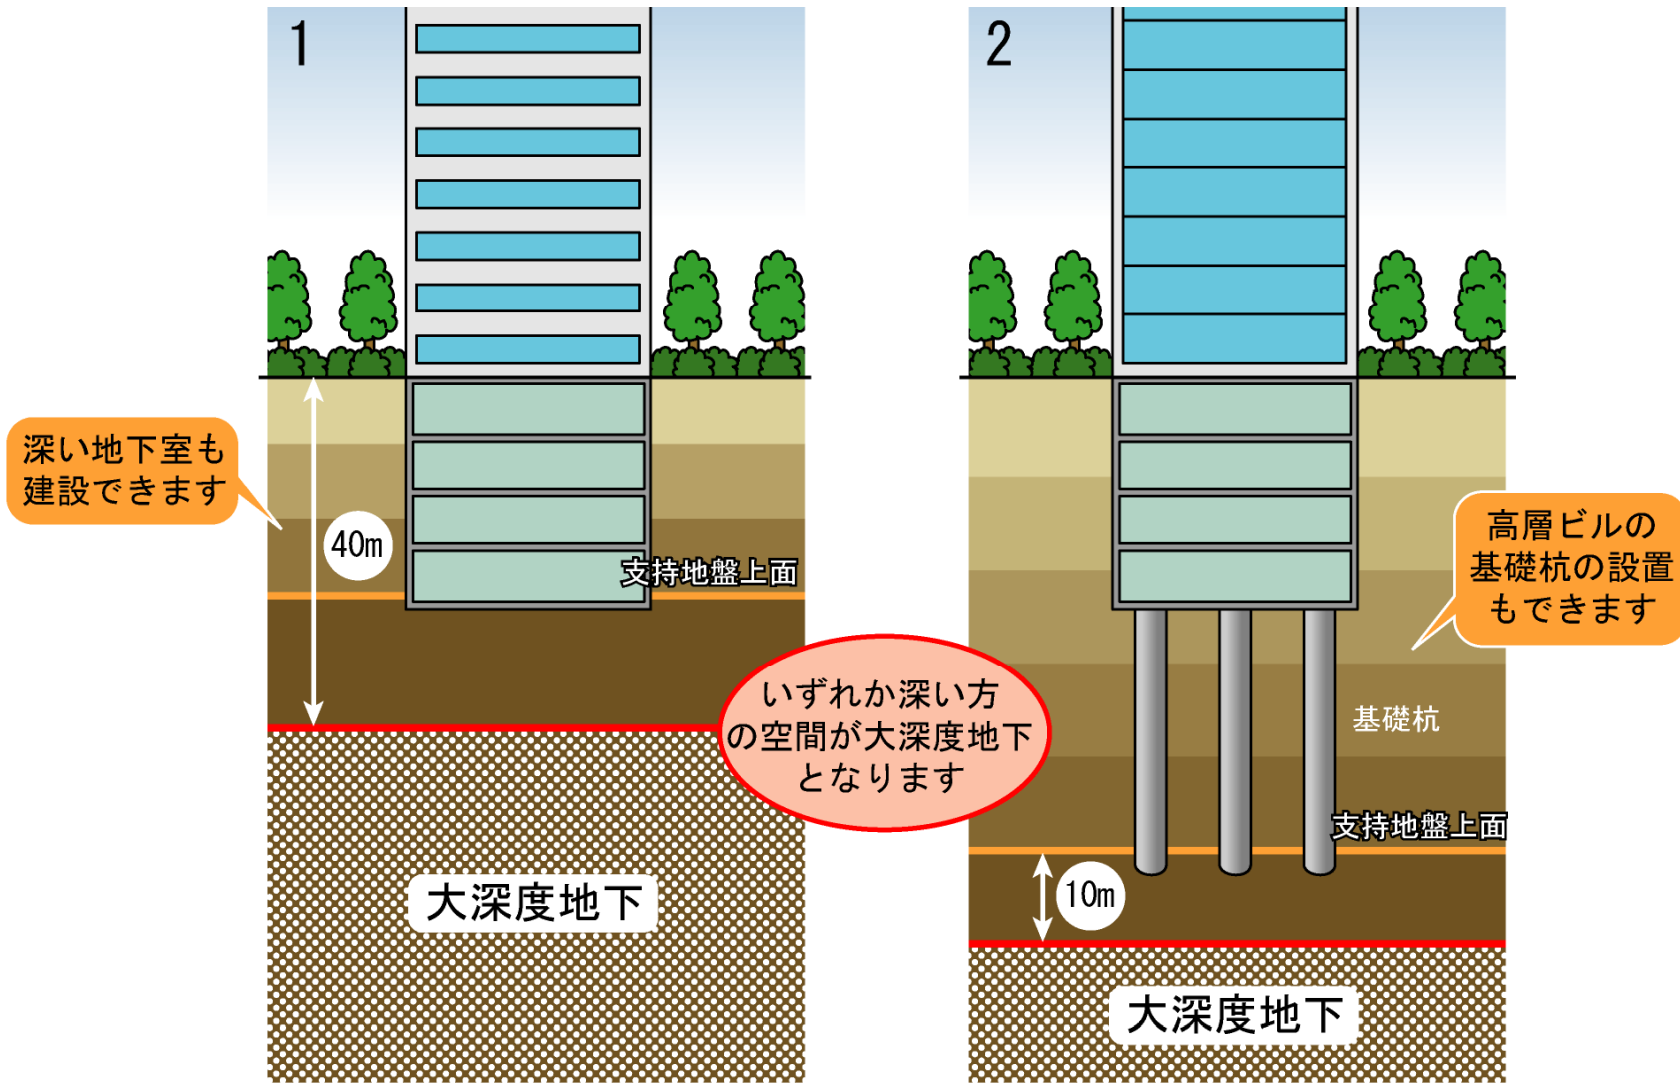 1
深い地下室も
建設できます
40m
支持地盤上面
大深度地下
いずれか深い方
の空間が大深度地下
となります
2
高層ビルの
基礎杭の設置
もできます
基礎杭
支持地盤上面
10m
大深度地下